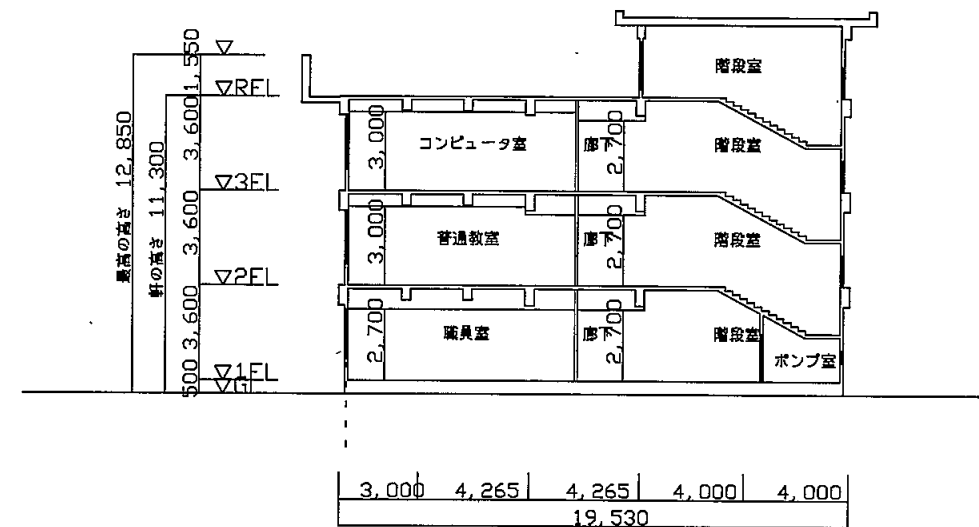 1,550
▽
▽RFL
階段室
最高の高さ 12,850
軒の高さ 11,300
3,600
3,000
コンピュータ室
廊下
2,700
階段室
▽3FL
3,600
3,000
普通教室
廊下
2,700
階段室
▽2FL
3,600
2,700
職員室
廊下
2,700
階段室
ポンプ室
▽1FL
500
▽GL
3,000 4,265 4,265 4,000 4,000
19,530